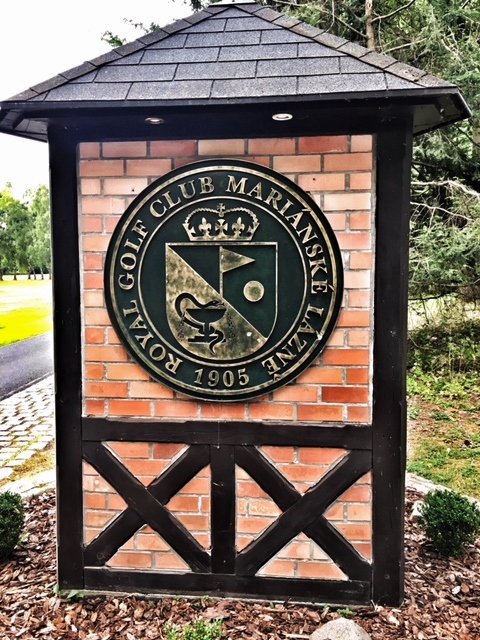 ROYAL GOLF CLUB MARIÁNSKÉ LÁZNĚ
1905